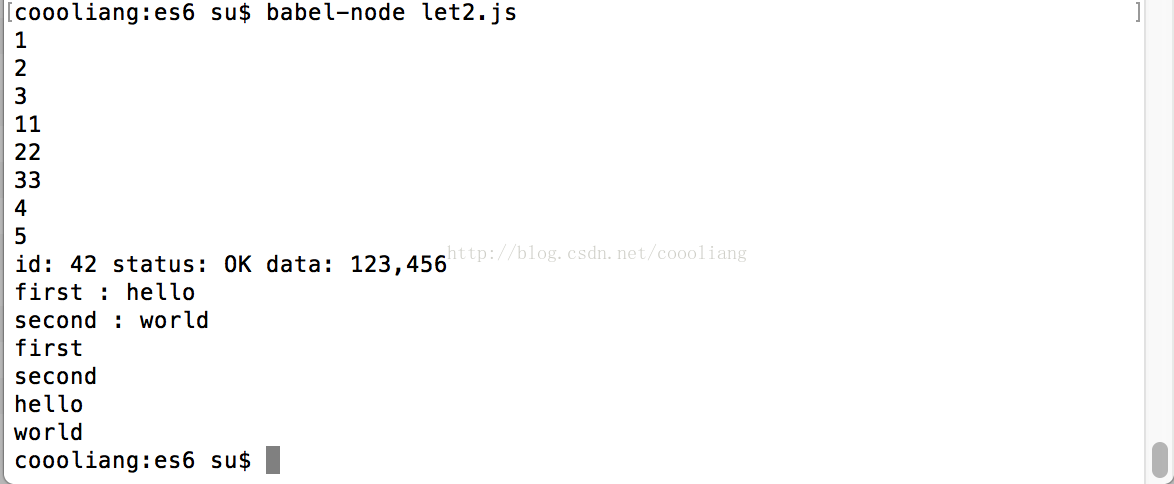 [coooliang:es6 su$ babel-node let2.js ]
1
2
3
11
22
33
4
5
http://blog.csdn.net/coooliang
id: 42 status: OK data: 123,456
first : hello
second : world
first
second
hello
world
coooliang:es6 su$